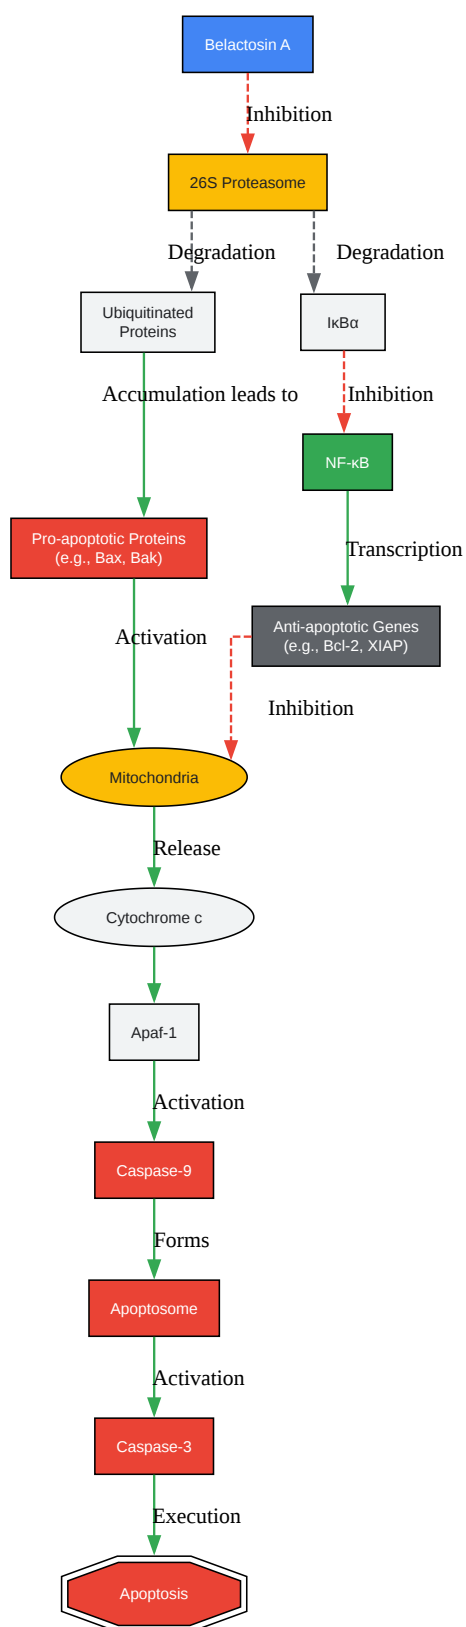 Belactosin A
Inhibition
26S Proteasome
Degradation
Degradation
Ubiquitinated
Proteins
IκBα
Accumulation leads to
Inhibition
NF-κB
Pro-apoptotic Proteins
(e.g., Bax, Bak)
Transcription
Anti-apoptotic Genes
(e.g., Bcl-2, XIAP)
Activation
Inhibition
Mitochondria
Release
Cytochrome c
Apaf-1
Activation
Caspase-9
Forms
Apoptosome
Activation
Caspase-3
Execution
Apoptosis